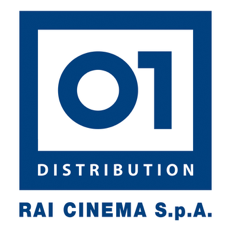 01
DISTRIBUTION
RAI CINEMA S.p.A.